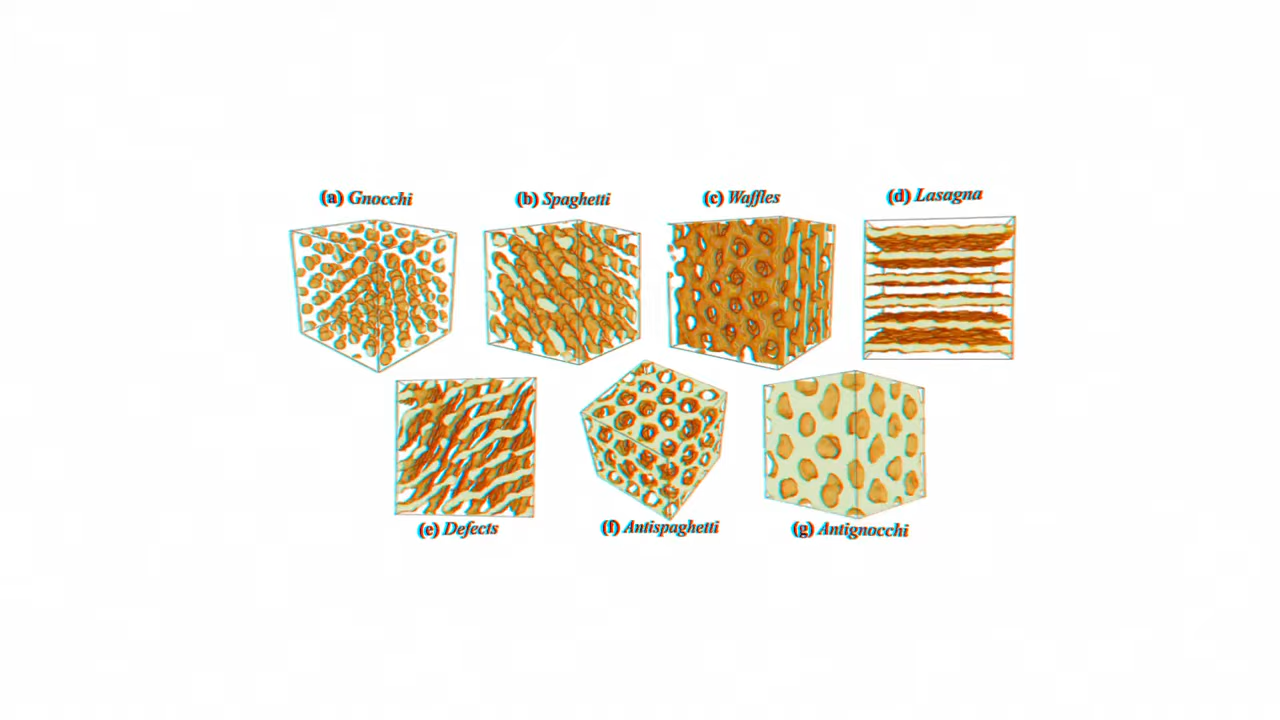 (a) Gnocchi
(b) Spaghetti
(c) Waffles
(d) Lasagna
(e) Defects
(f) Antispaghetti
(g) Antignocchi